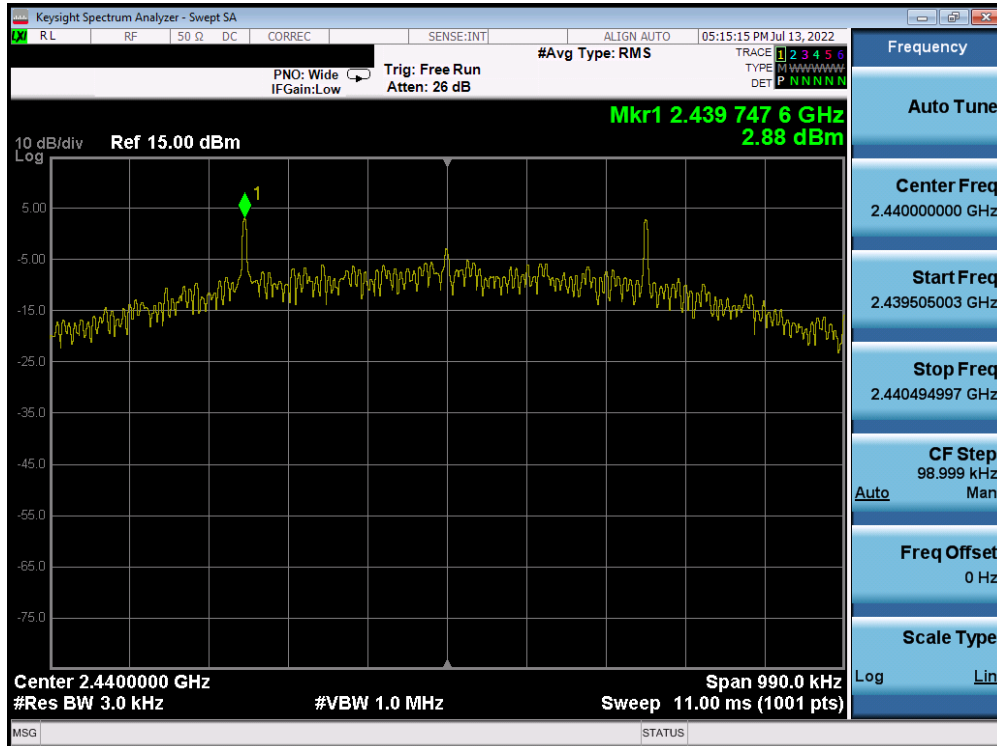 Keysight Spectrum Analyzer - Swept SA
LXI RL RF 50 Ω DC CORREC SENSE:INT ALIGN AUTO 05:15:15 PM Jul 13, 2022
Frequency
#Avg Type: RMS
TRACE 1 2 3 4 5 6
TYPE M W W W W W
DET P N N N N N
PNO: Wide
IFGain:Low
Trig: Free Run
Atten: 26 dB
Auto Tune
Mkr1 2.439 747 6 GHz
2.88 dBm
10 dB/div
Log
Ref 15.00 dBm
1
5.00
-5.00
-15.0
-25.0
-35.0
-45.0
-55.0
-65.0
-75.0
Center Freq
2.440000000 GHz
Start Freq
2.439505003 GHz
Stop Freq
2.440494997 GHz
CF Step
98.999 kHz
Auto Man
Freq Offset
0 Hz
Scale Type
Log Lin
Center 2.4400000 GHz
Span 990.0 kHz
#Res BW 3.0 kHz
#VBW 1.0 MHz
Sweep 11.00 ms (1001 pts)
MSG
STATUS